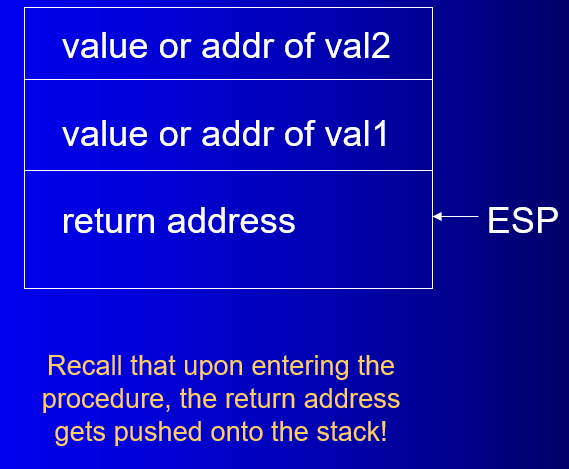 value or addr of val2
value or addr of val1
return address
ESP
Recall that upon entering the
procedure, the return address
gets pushed onto the stack!